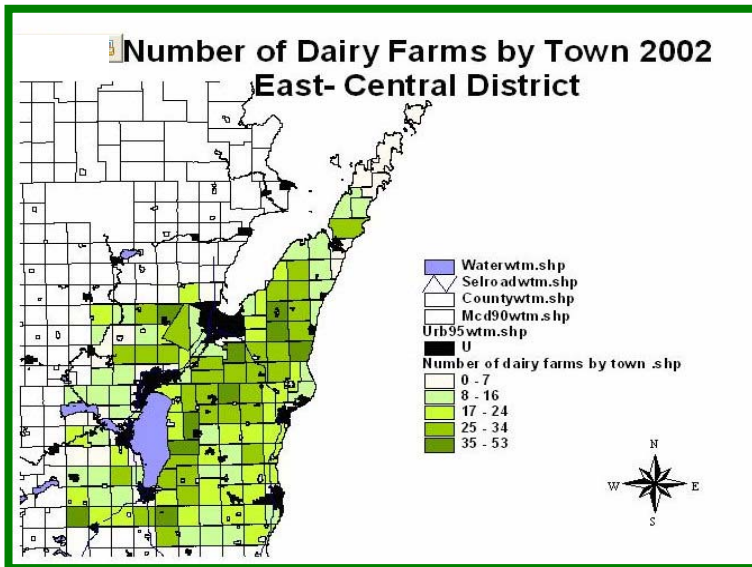 Number of Dairy Farms by Town 2002
East- Central District
Waterwtm.shp
Selroadwtm.shp
Countywtm.shp
Mcd90wtm.shp
Urb95wtm.shp
U
Number of dairy farms by town .shp
0 - 7
8 - 16
17 - 24
25 - 34
35 - 53
N
W E
S